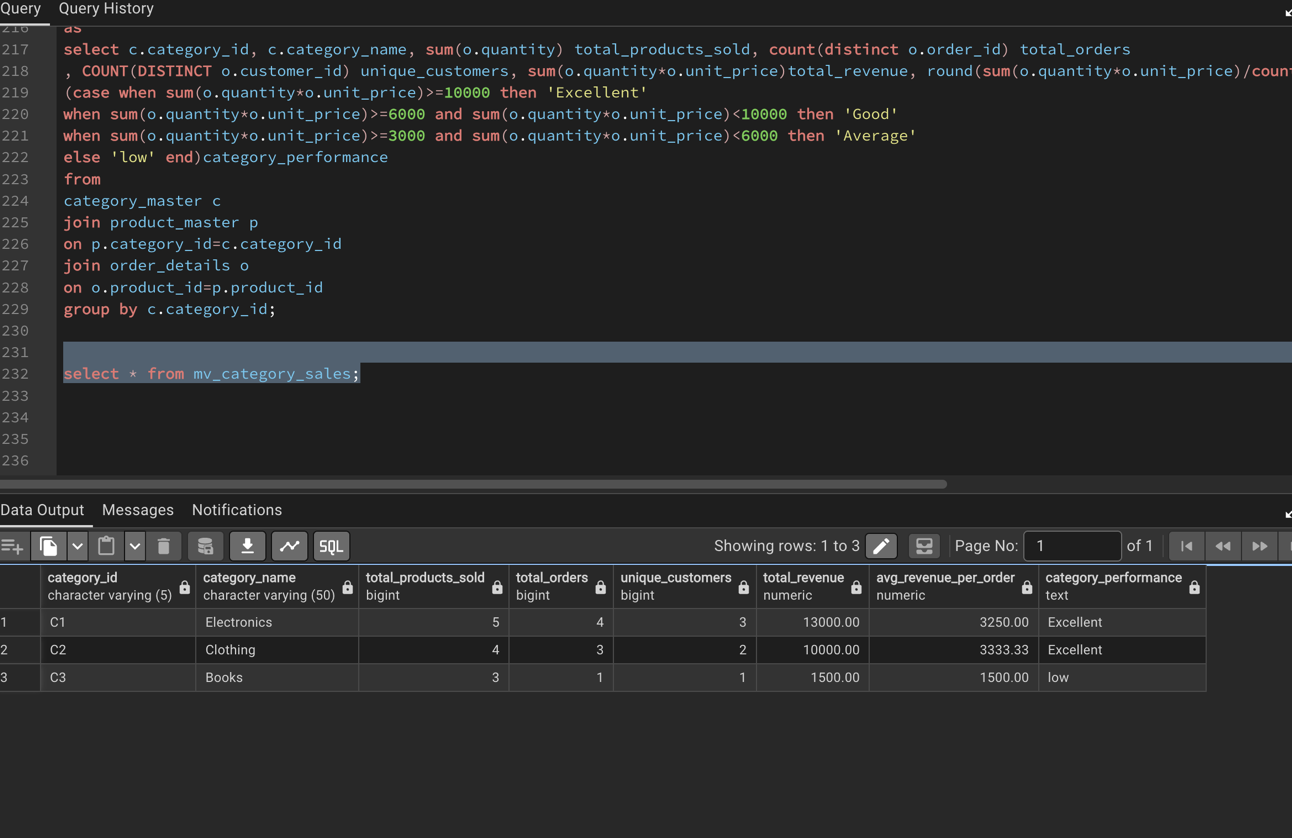 Query Query History
216 as
217 select c.category_id, c.category_name, sum(o.quantity) total_products_sold, count(distinct o.order_id) total_orders
218 , COUNT(DISTINCT o.customer_id) unique_customers, sum(o.quantity*o.unit_price)total_revenue, round(sum(o.quantity*o.unit_price)/coun
219 (case when sum(o.quantity*o.unit_price)>=10000 then 'Excellent'
220 when sum(o.quantity*o.unit_price)>=6000 and sum(o.quantity*o.unit_price)<10000 then 'Good'
221 when sum(o.quantity*o.unit_price)>=3000 and sum(o.quantity*o.unit_price)<6000 then 'Average'
222 else 'low' end)category_performance
223 from
224 category_master c
225 join product_master p
226 on p.category_id=c.category_id
227 join order_details o
228 on o.product_id=p.product_id
229 group by c.category_id;
230
231
232 select * from mv_category_sales;
233
234
235
236
Data Output Messages Notifications
SQL Showing rows: 1 to 3 Page No: 1 of 1
category_id category_name total_products_sold total_orders unique_customers total_revenue avg_revenue_per_order category_performance
character varying (5) character varying (50) bigint bigint bigint numeric numeric text
1 C1 Electronics 5 4 3 13000.00 3250.00 Excellent
2 C2 Clothing 4 3 2 10000.00 3333.33 Excellent
3 C3 Books 3 1 1 1500.00 1500.00 low